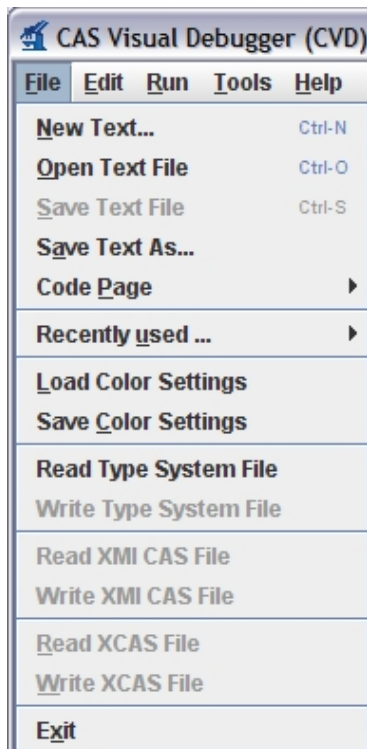 CAS Visual Debugger (CVD)
File Edit Run Tools Help
New Text... Ctrl-N
Open Text File Ctrl-O
Save Text File Ctrl-S
Save Text As...
Code Page
Recently used ...
Load Color Settings
Save Color Settings
Read Type System File
Write Type System File
Read XMI CAS File
Write XMI CAS File
Read XCAS File
Write XCAS File
Exit